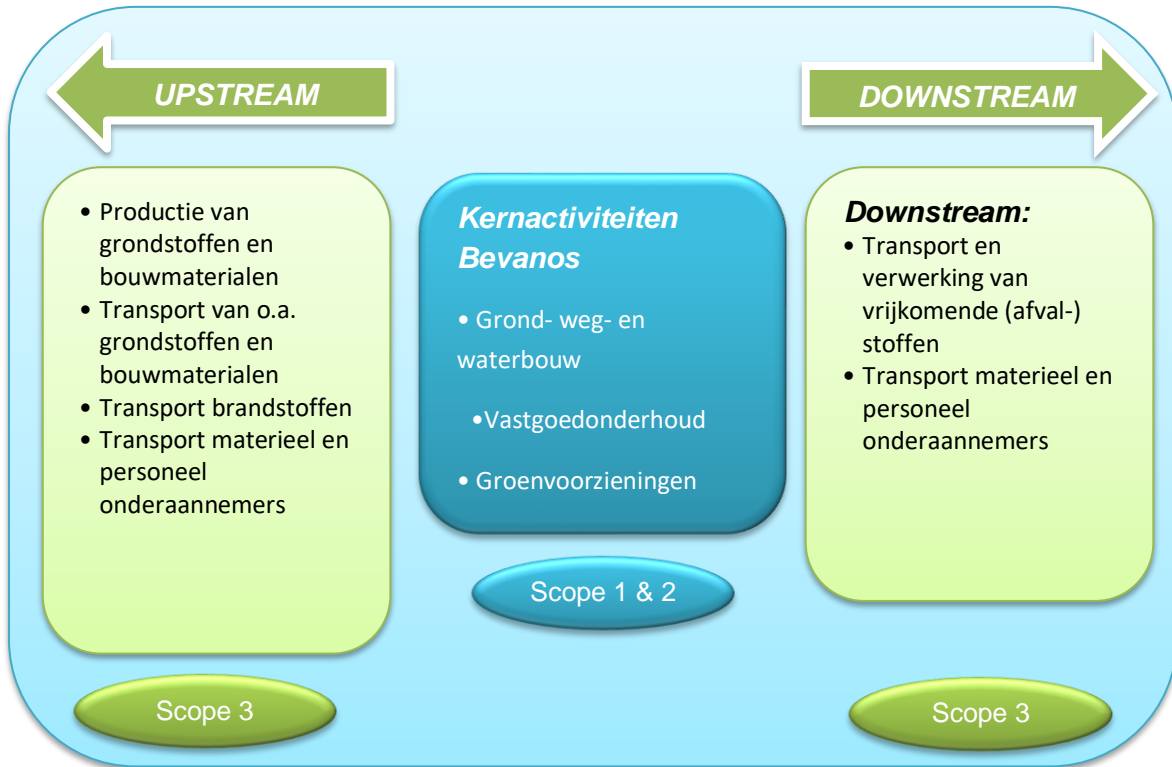 UPSTREAM
DOWNSTREAM
• Productie van
grondstoffen en
bouwmaterialen
• Transport van o.a.
grondstoffen en
bouwmaterialen
• Transport brandstoffen
• Transport materieel en
personeel
onderaannemers
Scope 3
Kernactiviteiten
Bevanos
• Grond- weg- en
waterbouw
•Vastgoedonderhoud
• Groenvoorzieningen
Scope 1 & 2
Downstream:
• Transport en
verwerking van
vrijkomende (afval-)
stoffen
• Transport materieel en
personeel
onderaannemers
Scope 3